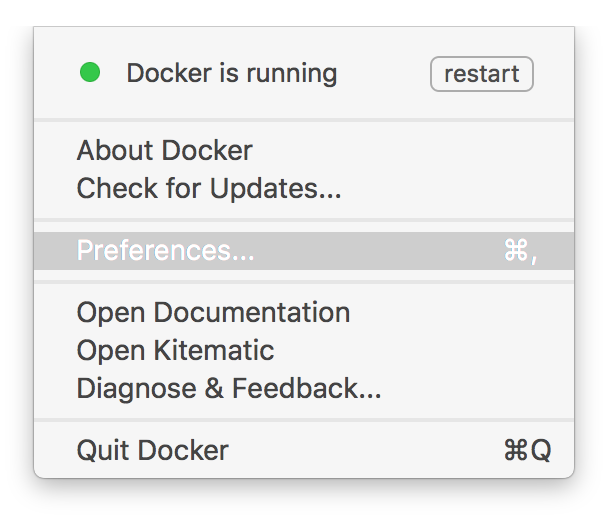 Docker is running restart
About Docker
Check for Updates...
Preferences... ⌘,
Open Documentation
Open Kitematic
Diagnose & Feedback...
Quit Docker ⌘Q